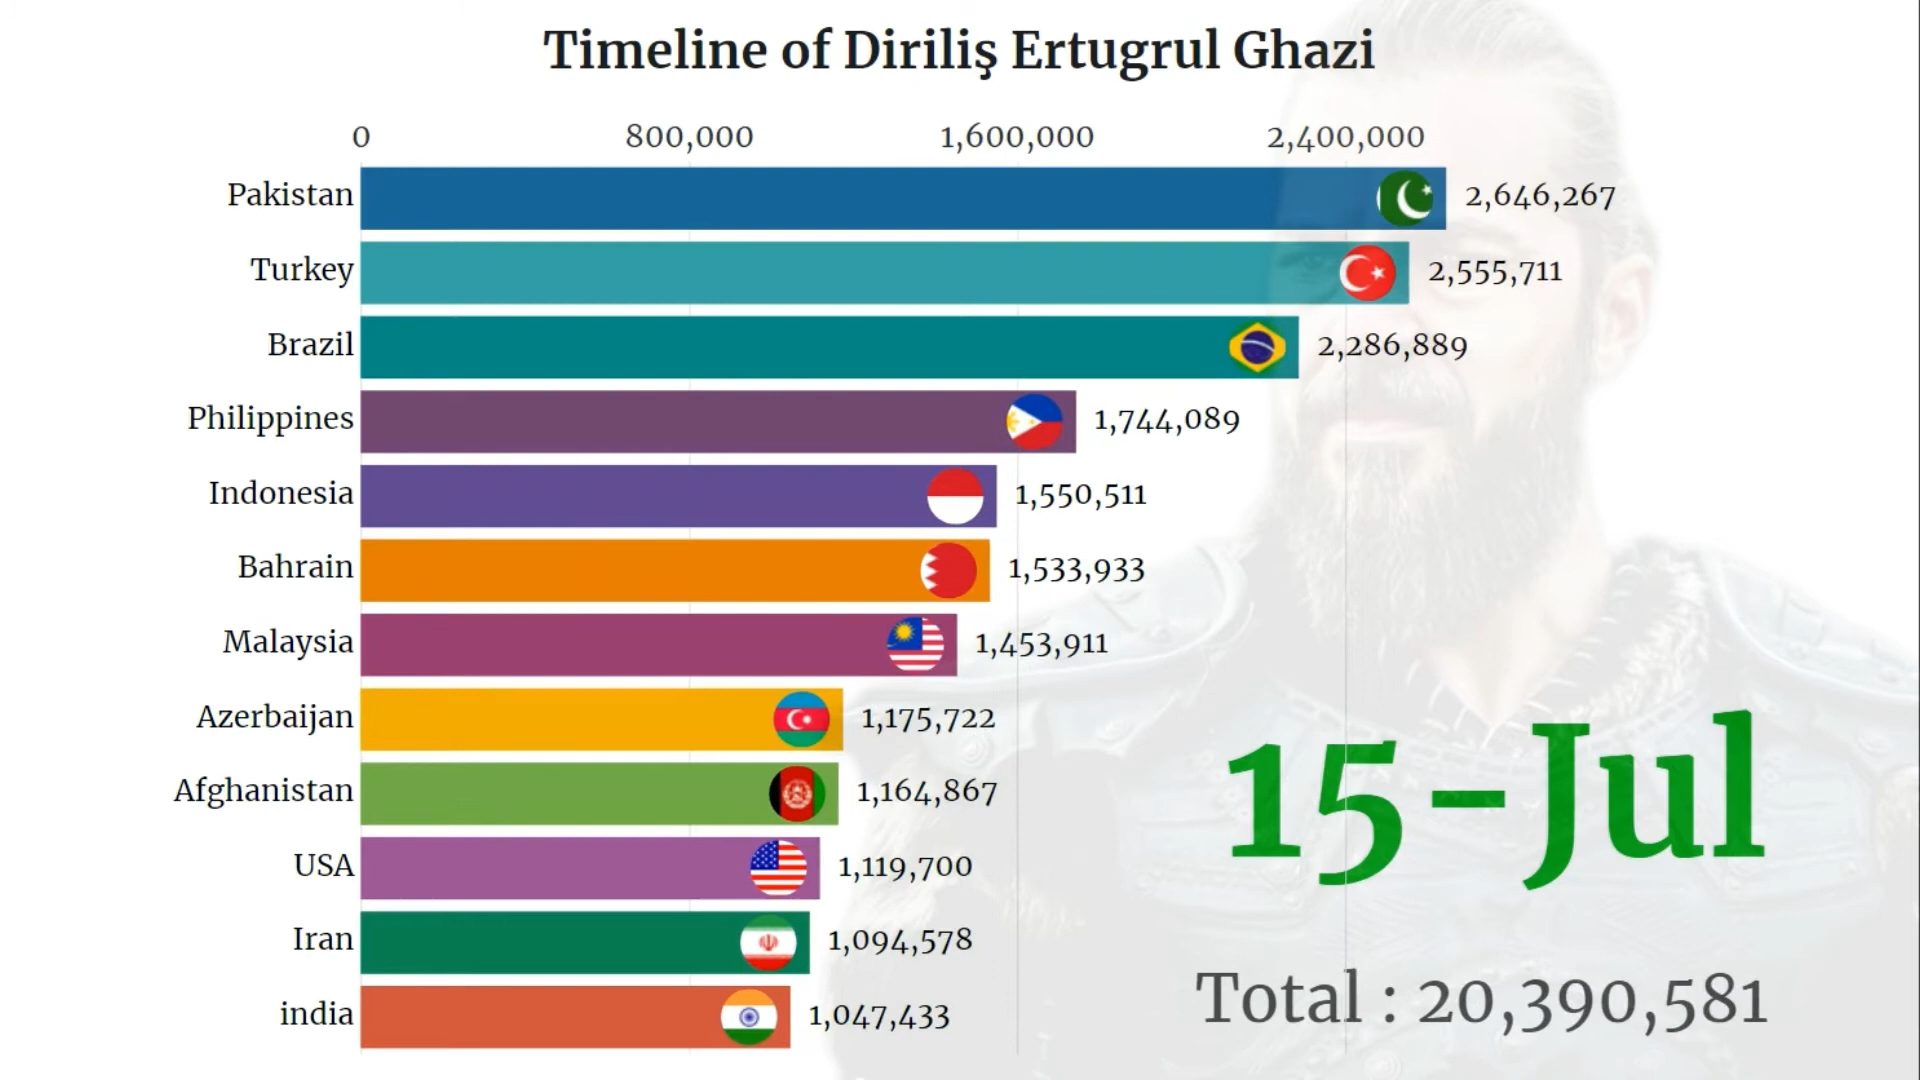 Timeline of Diriliş Ertugrul Ghazi
0 800,000 1,600,000 2,400,000
Pakistan 2,646,267
Turkey 2,555,711
Brazil 2,286,889
Philippines 1,744,089
Indonesia 1,550,511
Bahrain 1,533,933
Malaysia 1,453,911
Azerbaijan 1,175,722
Afghanistan 1,164,867
USA 1,119,700
Iran 1,094,578
india 1,047,433
15-Jul
Total : 20,390,581